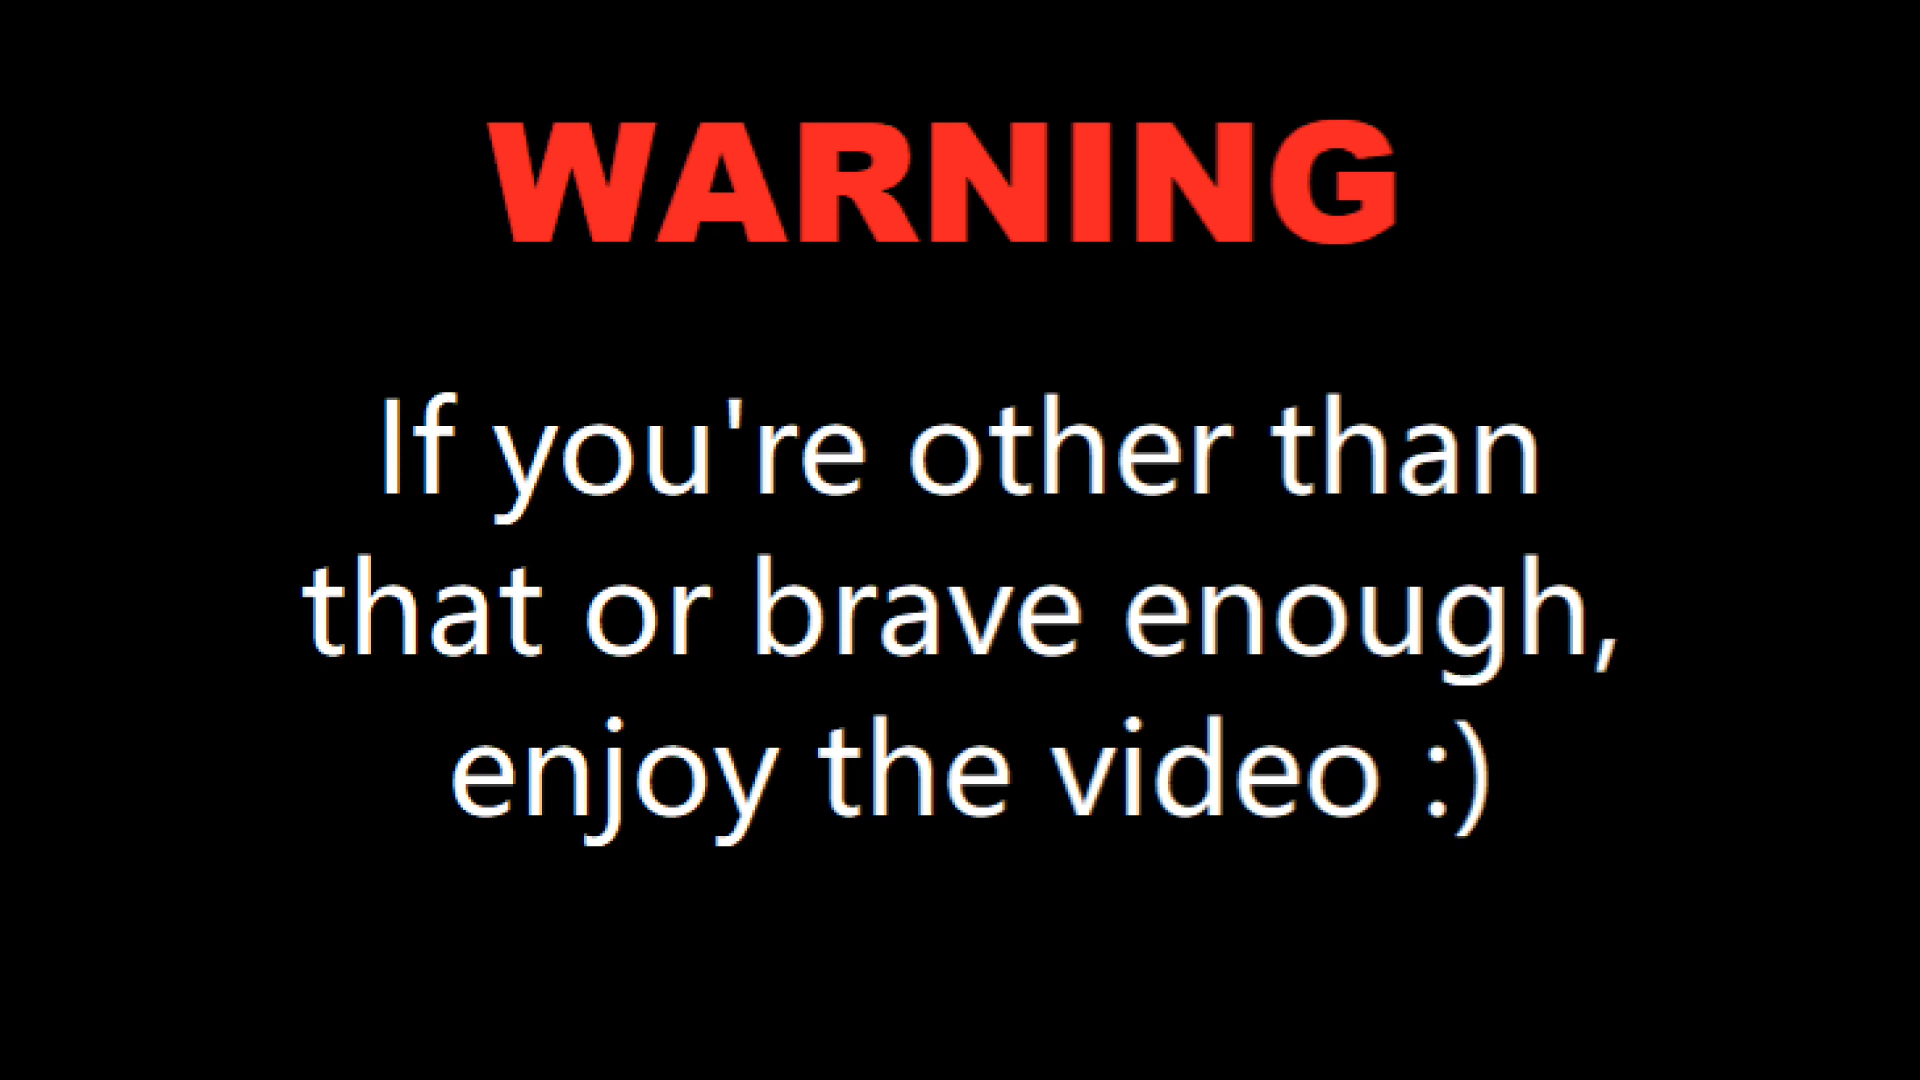 WARNING
If you're other than
that or brave enough,
enjoy the video :)